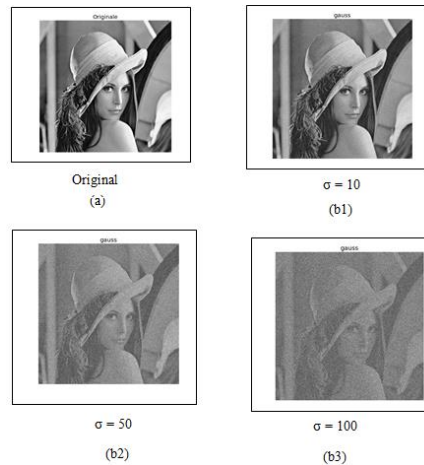 Originale
Original
(a)
gauss
σ = 10
(b1)
gauss
σ = 50
(b2)
gauss
σ = 100
(b3)